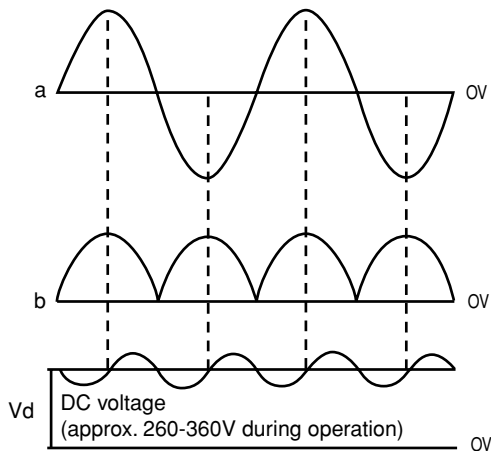 a
OV
b
OV
Vd
DC voltage
(approx. 260-360V during operation)
OV